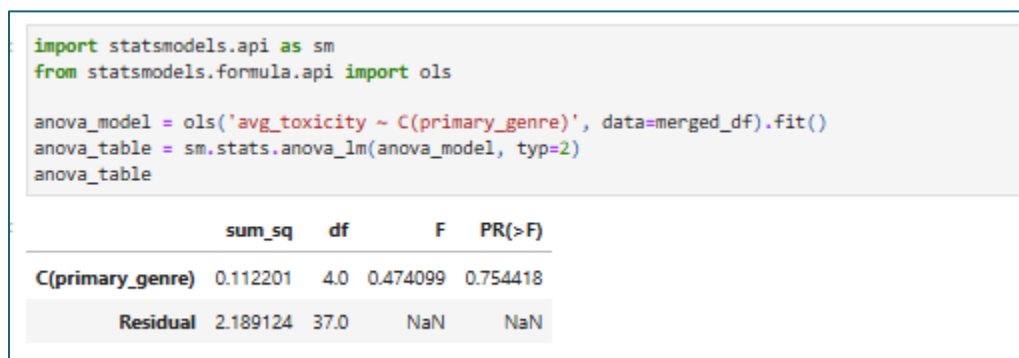 import statsmodels.api as sm
from statsmodels.formula.api import ols
anova_model = ols('avg_toxicity ~ C(primary_genre)', data=merged_df).fit()
anova_table = sm.stats.anova_lm(anova_model, typ=2)
anova_table
sum_sq df F PR(>F)
C(primary_genre) 0.112201 4.0 0.474099 0.754418
Residual 2.189124 37.0 NaN NaN